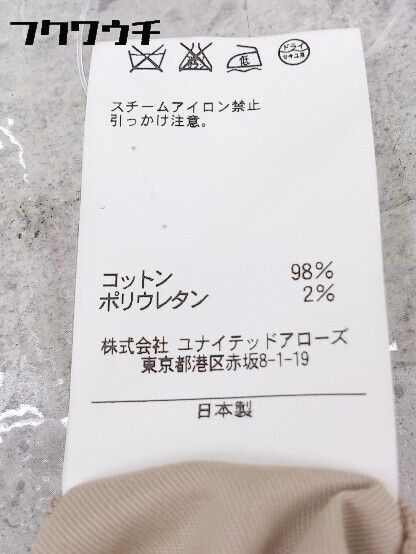 フクワウチ
低
ドライ
セキユ系
スチームアイロン禁止
引っかけ注意。
コットン 98%
ポリウレタン 2%
株式会社 ユナイテッドアローズ
東京都港区赤坂8-1-19
日本製